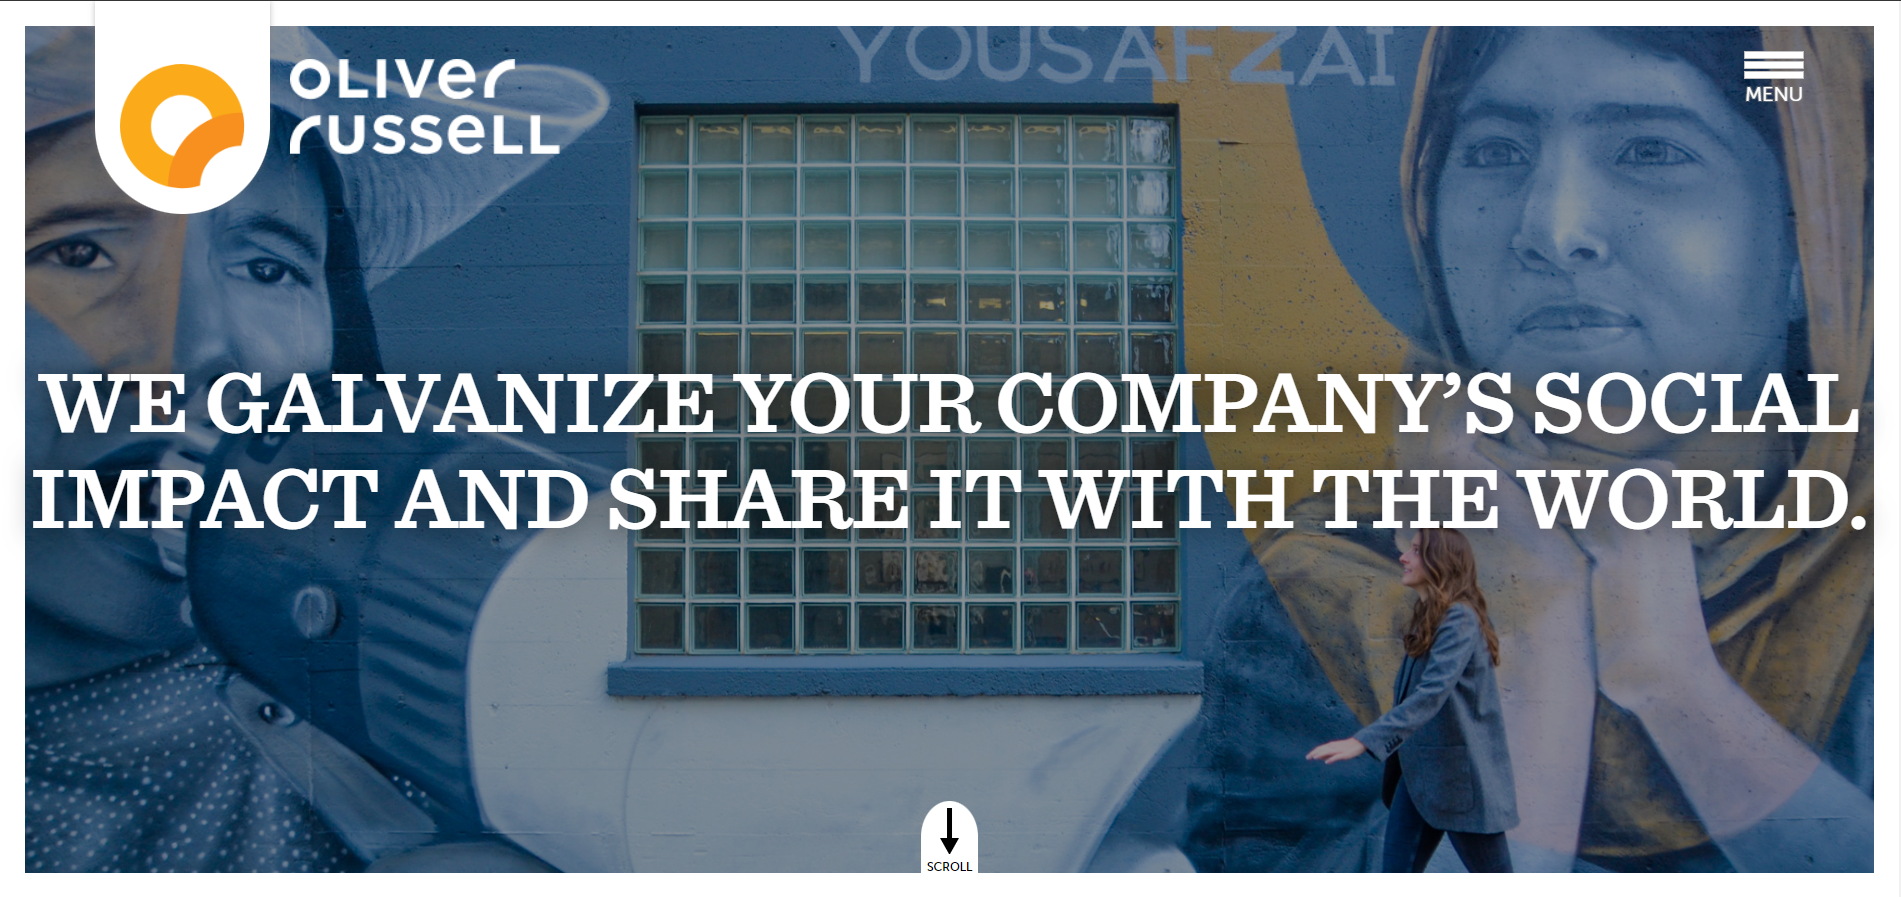 OLIVer
russeLL
YOUSAFZAI
MENU
WE GALVANIZE YOUR COMPANY’S SOCIAL
IMPACT AND SHARE IT WITH THE WORLD.
SCROLL